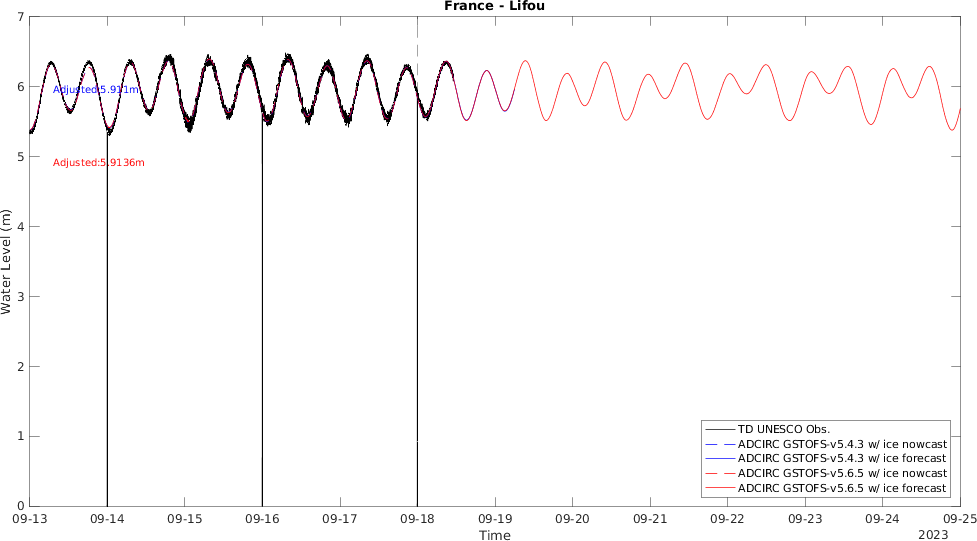 France - Lifou
7
6
5
4
3
2
1
0
Water Level (m)
Adjusted:5.911m
Adjusted:5.9136m
TD UNESCO Obs.
ADCIRC GSTOFS-v5.4.3 w/ ice nowcast
ADCIRC GSTOFS-v5.4.3 w/ ice forecast
ADCIRC GSTOFS-v5.6.5 w/ ice nowcast
ADCIRC GSTOFS-v5.6.5 w/ ice forecast
09-13 09-14 09-15 09-16 09-17 09-18 09-19 09-20 09-21 09-22 09-23 09-24 09-25
Time
2023